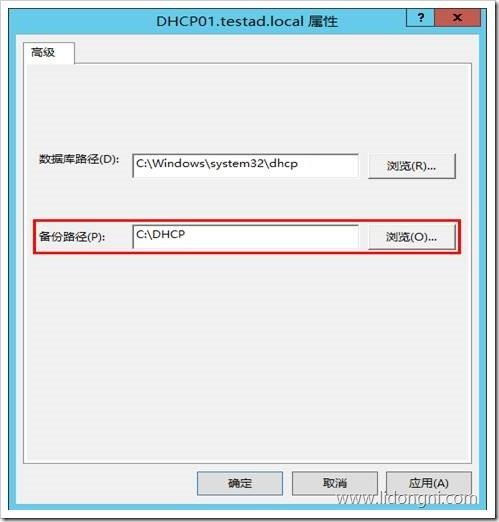 DHCP01.testad.local 属性
?
高级
数据库路径(D):
C:\Windows\system32\dhcp
浏览(R)...
备份路径(P):
C:\DHCP
浏览(O)...
确定
取消
应用(A)
www.lidongni.com